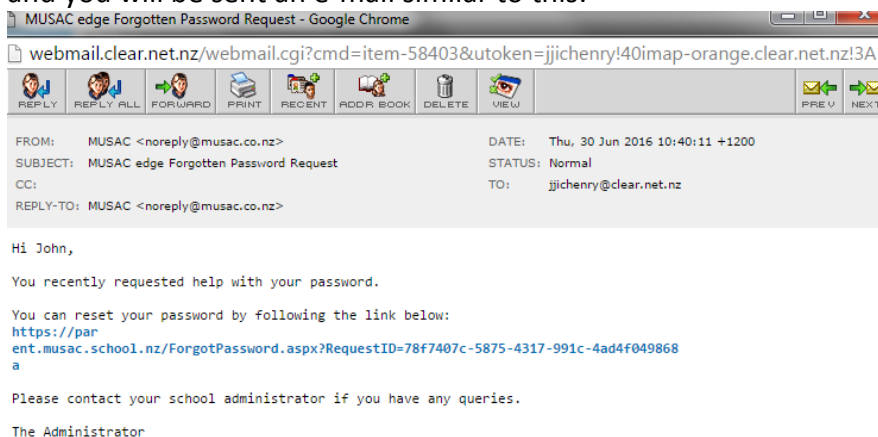 and you will be sent an e-mail similar to this:
MUSAC edge Forgotten Password Request - Google Chrome
webmail.clear.net.nz/webmail.cgi?cmd=item-58403&utoken=jjichenry!40imap-orange.clear.net.nz!3A
REPLY REPLY ALL FORWARD PRINT RECENT ADDR BOOK DELETE VIEW PREV NEXT
FROM: MUSAC <noreply@musac.co.nz> DATE: Thu, 30 Jun 2016 10:40:11 +1200
SUBJECT: MUSAC edge Forgotten Password Request STATUS: Normal
CC: TO: jjichenry@clear.net.nz
REPLY-TO: MUSAC <noreply@musac.co.nz>
Hi John,
You recently requested help with your password.
You can reset your password by following the link below:
https://par
ent.musac.school.nz/ForgotPassword.aspx?RequestID=78f7407c-5875-4317-991c-4ad4f049868
a
Please contact your school administrator if you have any queries.
The Administrator